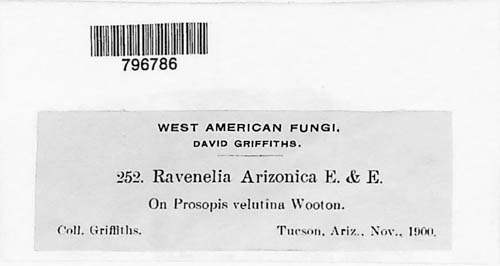 796786
WEST AMERICAN FUNGI.
DAVID GRIFFITHS.
252. Ravenelia Arizonica E. & E.
On Prosopis velutina Wooton.
Coll. Griffiths. Tucson, Ariz., Nov., 1900.